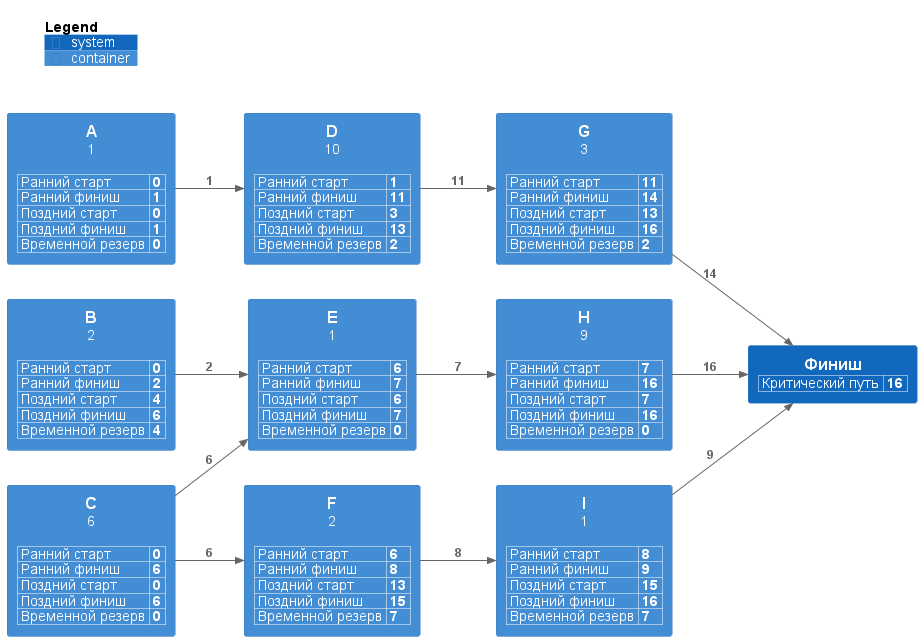 Legend
system
container
A
1
Ранний старт 0
Ранний финиш 1
Поздний старт 0
Поздний финиш 1
Временной резерв 0
1
D
10
Ранний старт 1
Ранний финиш 11
Поздний старт 3
Поздний финиш 13
Временной резерв 2
11
G
3
Ранний старт 11
Ранний финиш 14
Поздний старт 13
Поздний финиш 16
Временной резерв 2
14
B
2
Ранний старт 0
Ранний финиш 2
Поздний старт 4
Поздний финиш 6
Временной резерв 4
2
E
1
Ранний старт 6
Ранний финиш 7
Поздний старт 6
Поздний финиш 7
Временной резерв 0
7
H
9
Ранний старт 7
Ранний финиш 16
Поздний старт 7
Поздний финиш 16
Временной резерв 0
16
Финиш
Критический путь 16
6
9
C
6
Ранний старт 0
Ранний финиш 6
Поздний старт 0
Поздний финиш 6
Временной резерв 0
6
F
2
Ранний старт 6
Ранний финиш 8
Поздний старт 13
Поздний финиш 15
Временной резерв 7
8
I
1
Ранний старт 8
Ранний финиш 9
Поздний старт 15
Поздний финиш 16
Временной резерв 7